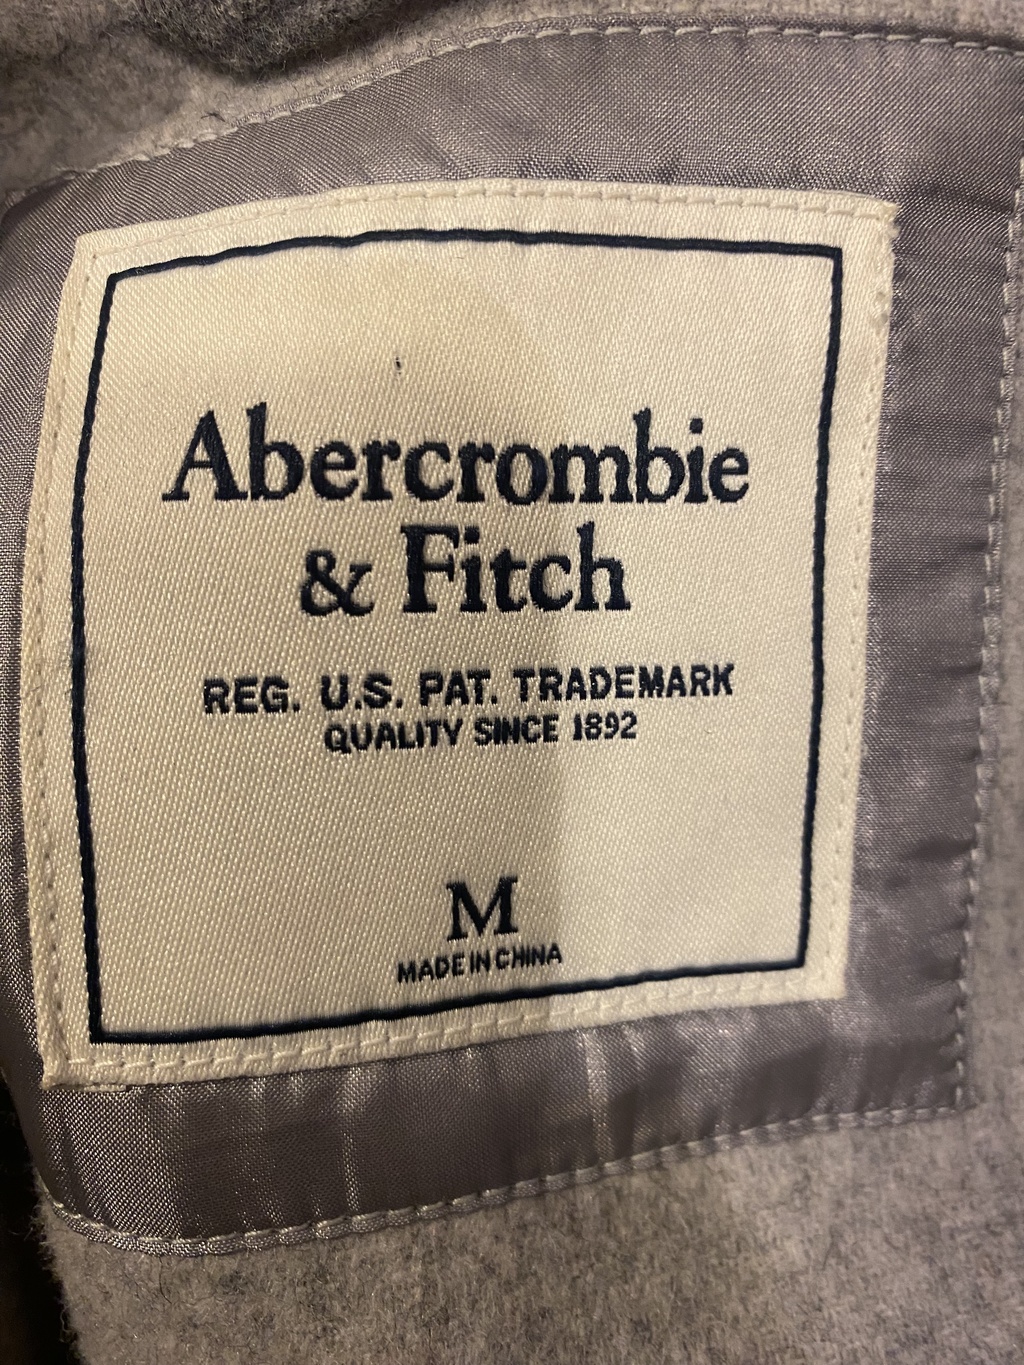 Abercrombie
& Fitch
REG. U.S. PAT. TRADEMARK
QUALITY SINCE 1892
M
MADE IN CHINA